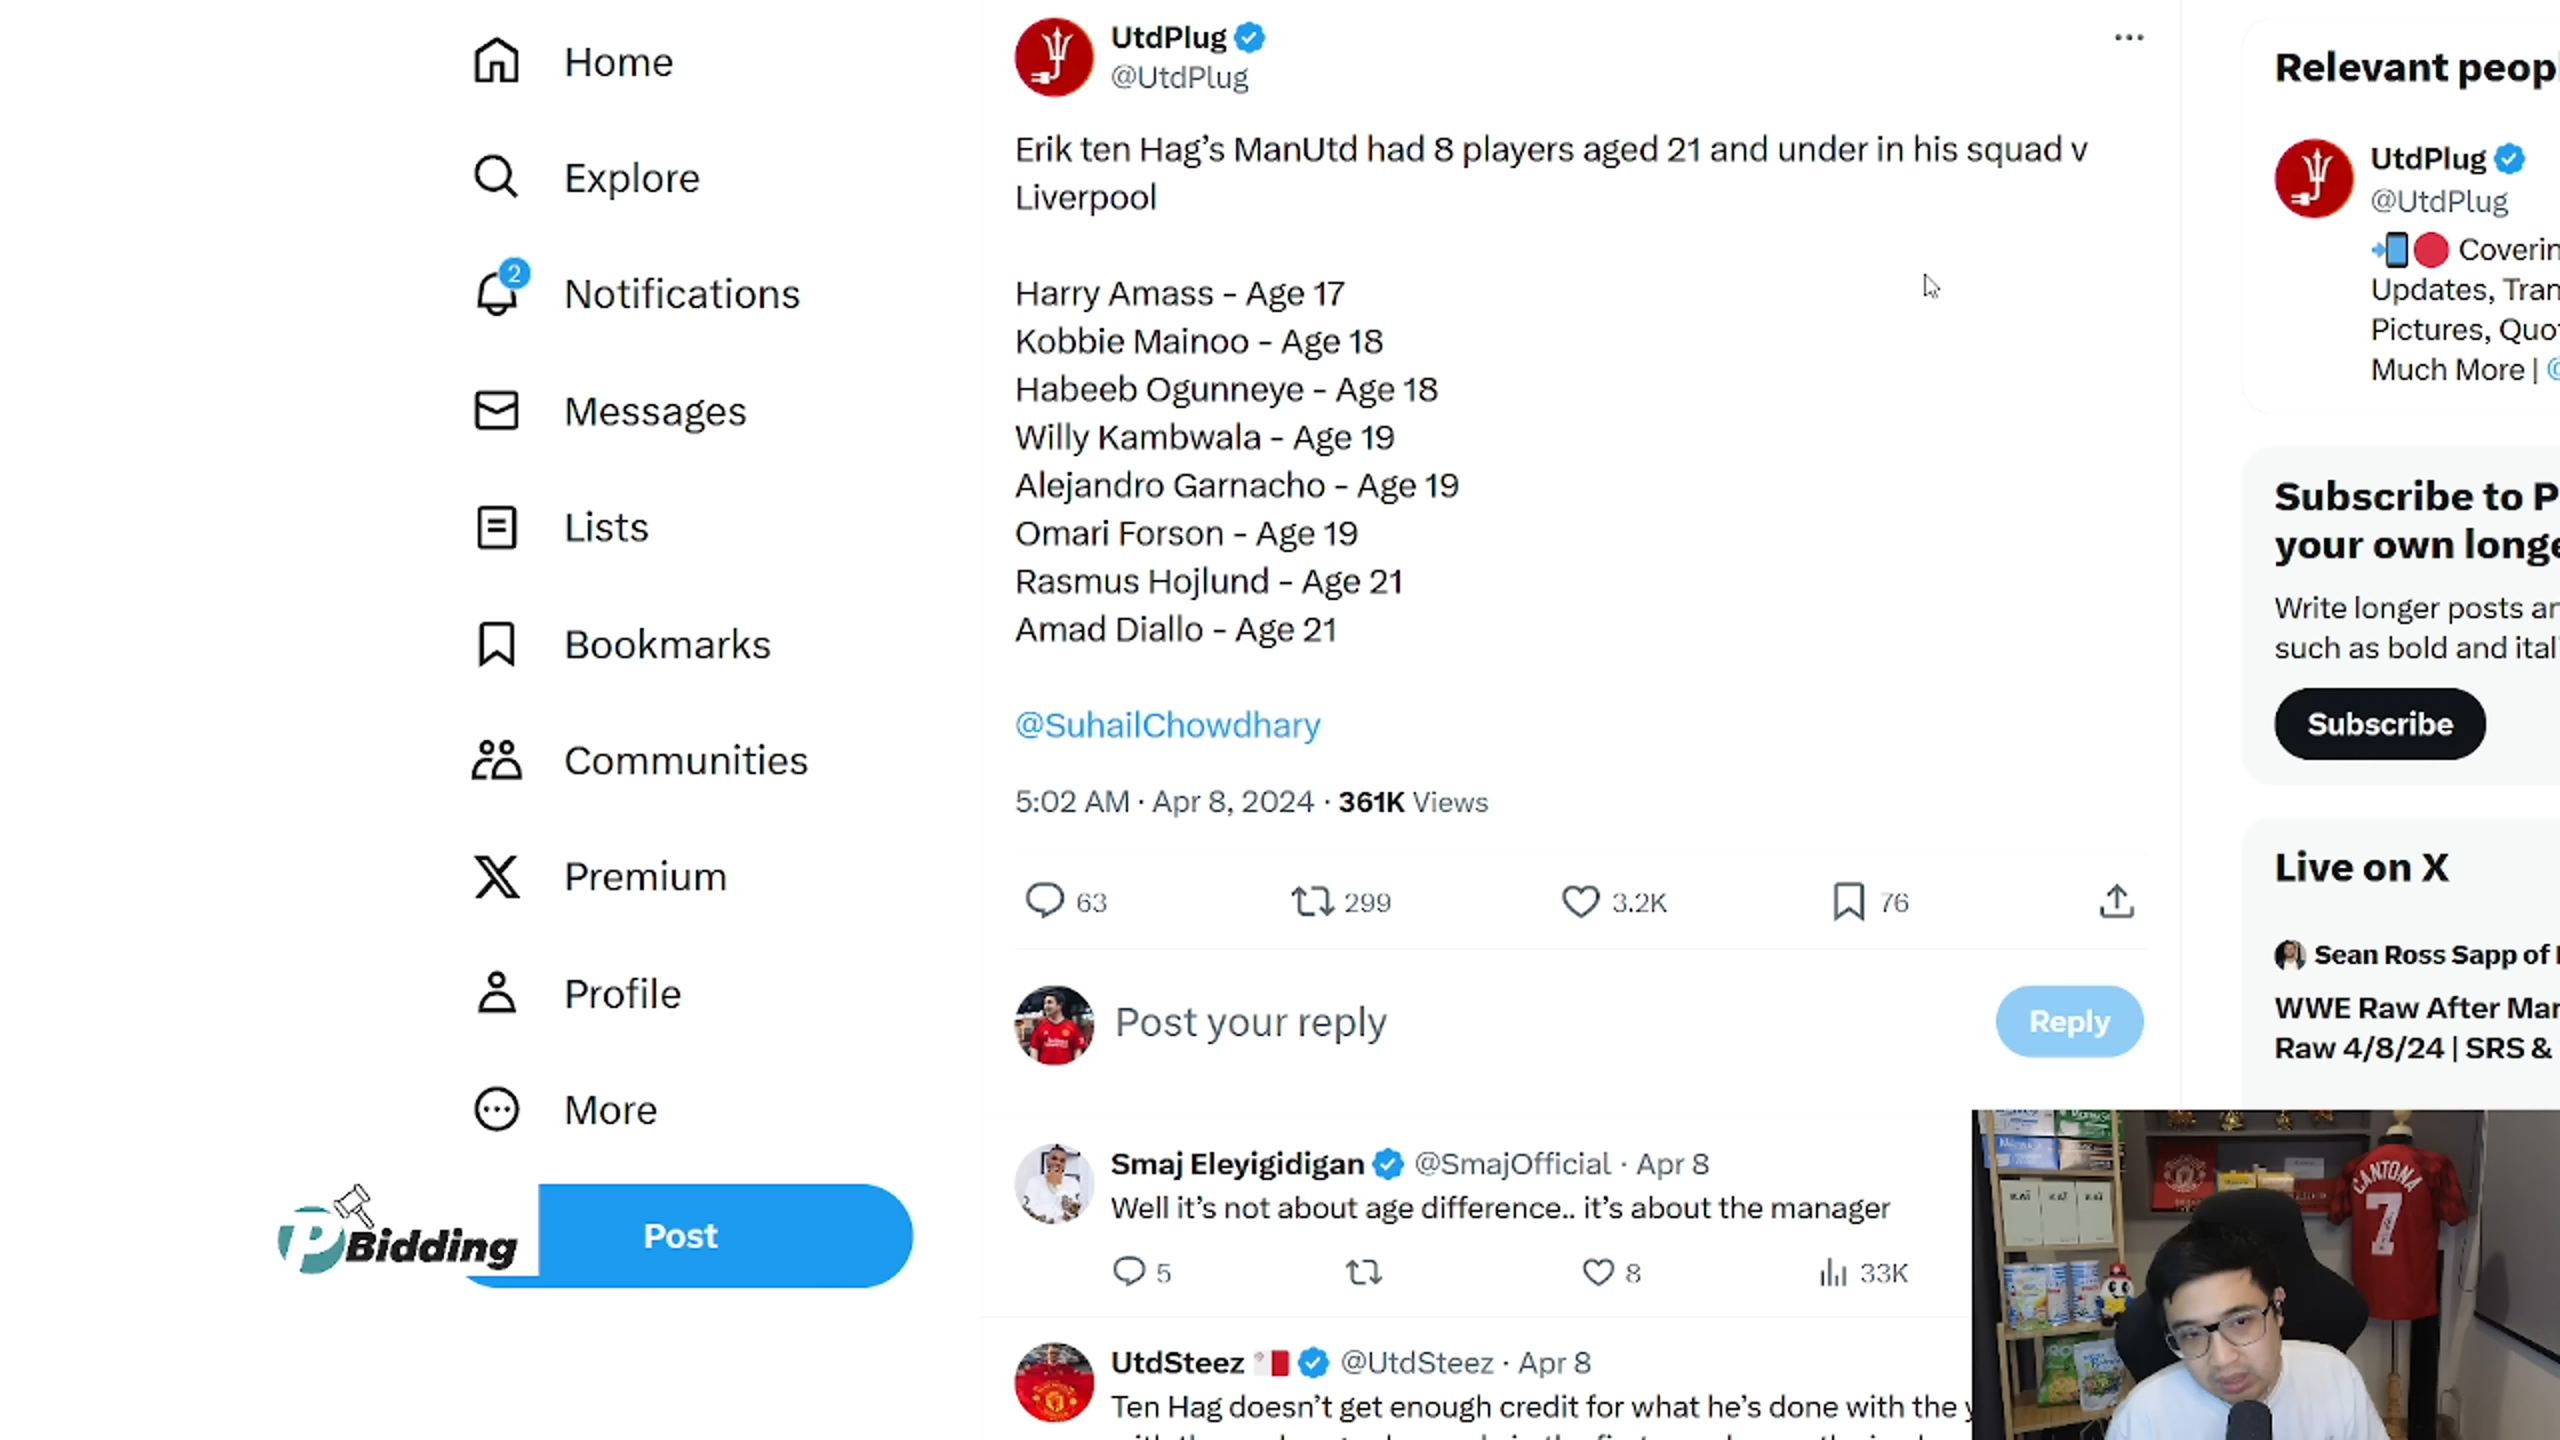 Home
Explore
2
Notifications
Messages
Lists
Bookmarks
Communities
Premium
Profile
More
Post
P Bidding
UtdPlug
@UtdPlug
Erik ten Hag’s ManUtd had 8 players aged 21 and under in his squad v
Liverpool
Harry Amass – Age 17
Kobbie Mainoo – Age 18
Habeeb Ogunneye – Age 18
Willy Kambwala – Age 19
Alejandro Garnacho – Age 19
Omari Forson – Age 19
Rasmus Hojlund – Age 21
Amad Diallo – Age 21
@SuhailChowdhary
5:02 AM · Apr 8, 2024 · 361K Views
63 299 3.2K 76
Post your reply
Reply
Smaj Eleyigidigan @SmajOfficial · Apr 8
Well it’s not about age difference.. it’s about the manager
5 8 33K
UtdSteez @UtdSteez · Apr 8
Ten Hag doesn’t get enough credit for what he’s done with the
Relevant peop
UtdPlug
@UtdPlug
Coverin
Updates, Tran
Pictures, Quo
Much More | @
Subscribe to P
your own longe
Write longer posts an
such as bold and ital
Subscribe
Live on X
Sean Ross Sapp of
WWE Raw After Man
Raw 4/8/24 | SRS &
CANTONA
7